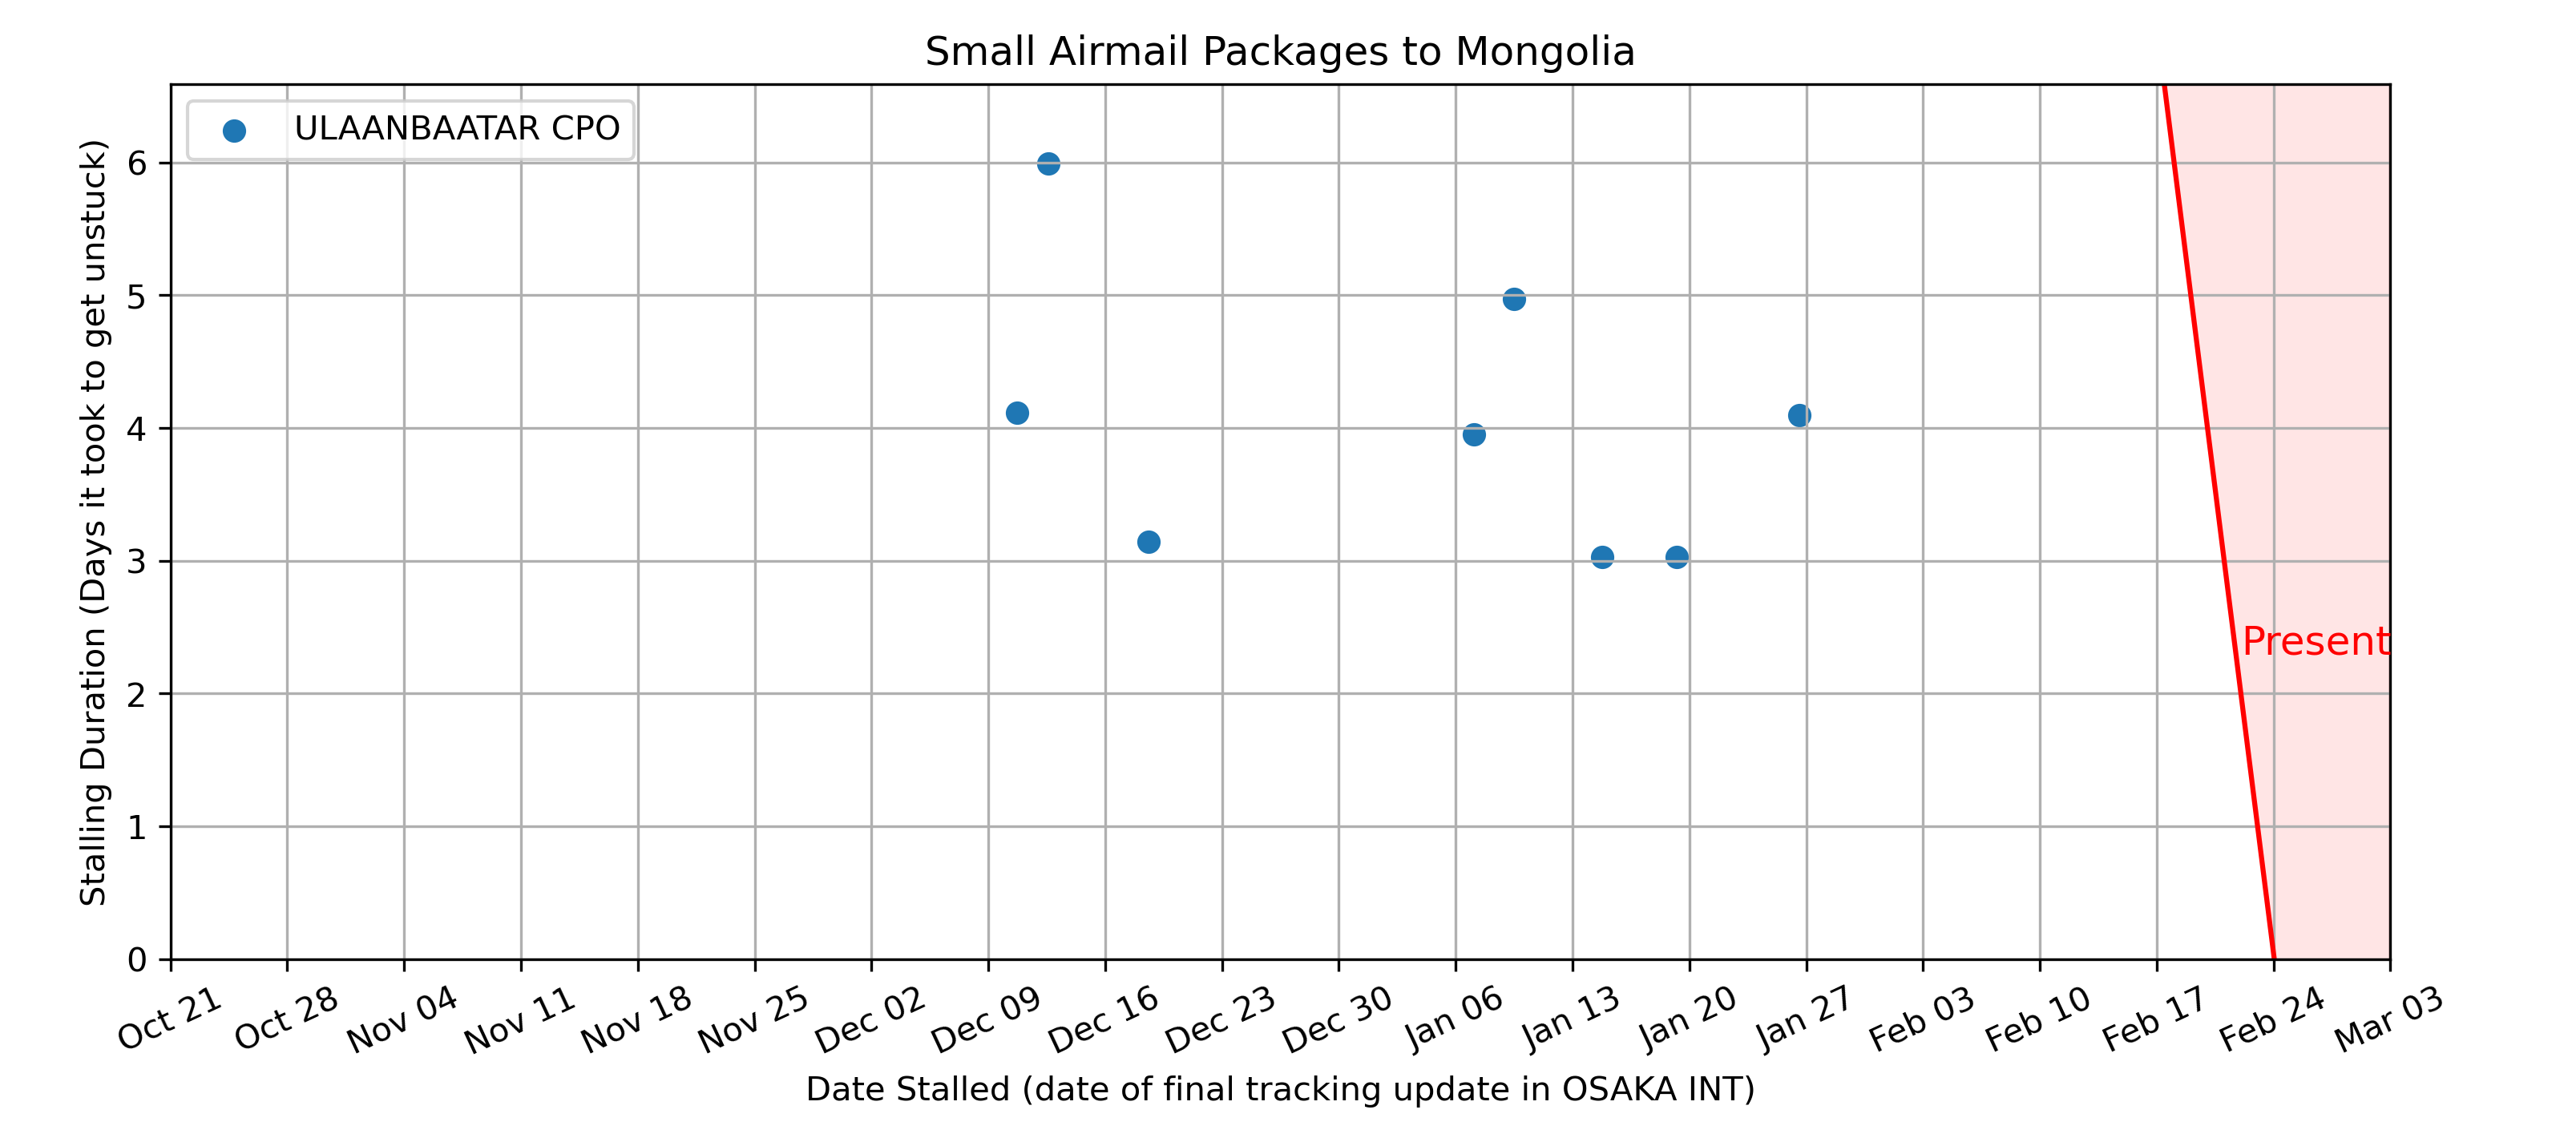 Small Airmail Packages to Mongolia
ULAANBAATAR CPO
Stalling Duration (Days it took to get unstuck)
6
5
4
3
2
1
0
Present
Oct 21
Oct 28
Nov 04
Nov 11
Nov 18
Nov 25
Dec 02
Dec 09
Dec 16
Dec 23
Dec 30
Jan 06
Jan 13
Jan 20
Jan 27
Feb 03
Feb 10
Feb 17
Feb 24
Mar 03
Date Stalled (date of final tracking update in OSAKA INT)